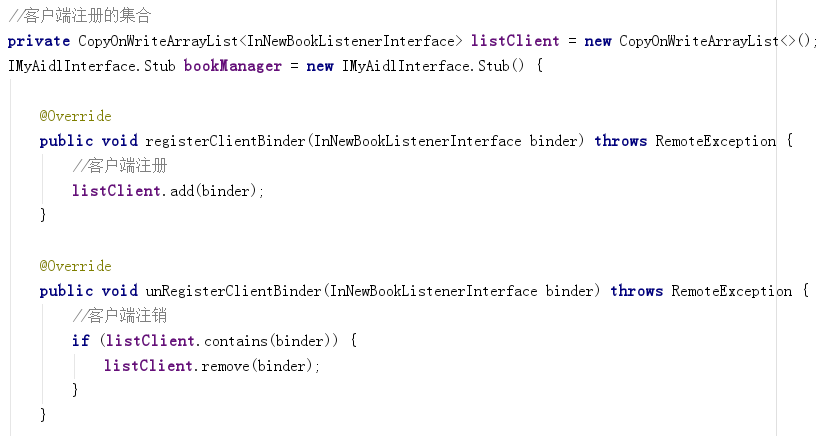 //客户端注册的集合
private CopyOnWriteArrayList<InNewBookListenerInterface> listClient = new CopyOnWriteArrayList<>();
IMyAidlInterface.Stub bookManager = new IMyAidlInterface.Stub() {
@Override
public void registerClientBinder(InNewBookListenerInterface binder) throws RemoteException {
//客户端注册
listClient.add(binder);
}
@Override
public void unRegisterClientBinder(InNewBookListenerInterface binder) throws RemoteException {
//客户端注销
if (listClient.contains(binder)) {
listClient.remove(binder);
}
}